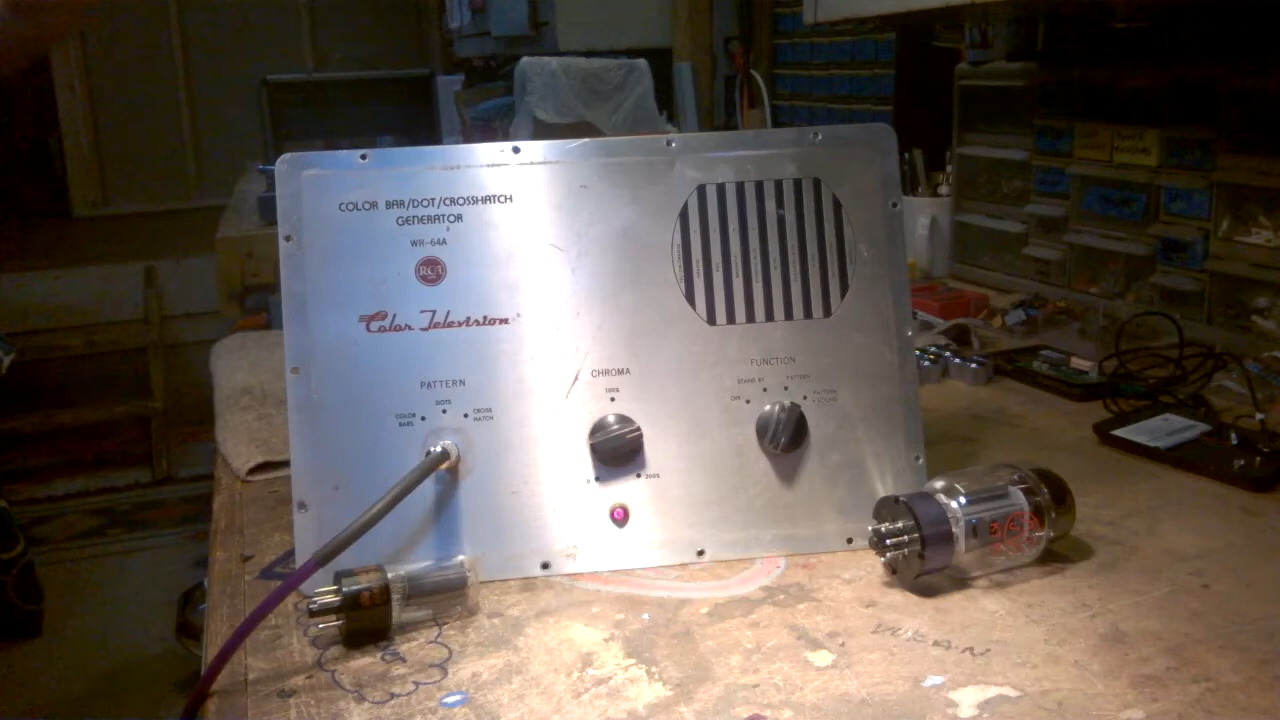 COLOR BAR/DOT/CROSSHATCH
GENERATOR
WR-64A
RCA
Color Television
PATTERN
COLOR
BARS
DOTS
CROSS
HATCH
CHROMA
100%
0
200%
FUNCTION
OFF
STAND BY
PATTERN
PATTERN
+ SOUND
VULCAN